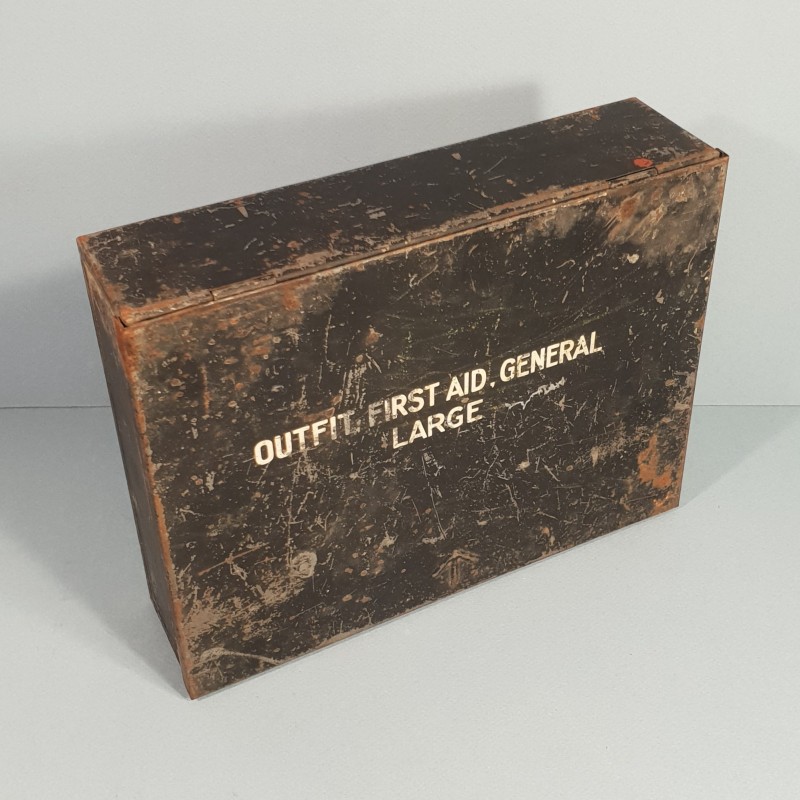 OUTFIT, FIRST AID, GENERAL
LARGE